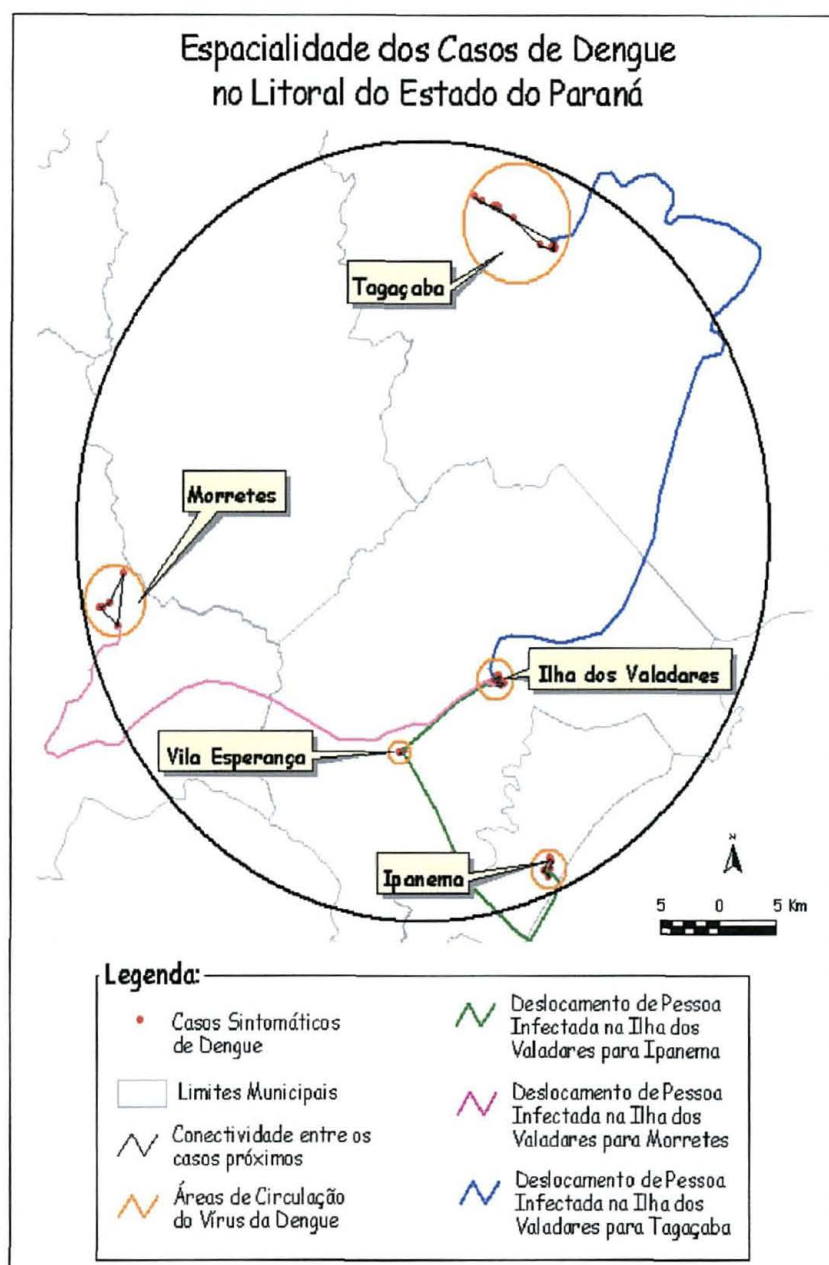 Espacialidade dos Casos de Dengue
no Litoral do Estado do Paraná
Tagaçaba
Morretes
Ilha dos Valadares
Vila Esperança
Ipanema
N
5 0 5 Km
Legenda:
Casos Sintomáticos
de Dengue
Limites Municipais
Conectividade entre os
casos próximos
Áreas de Circulação
do Vírus da Dengue
Deslocamento de Pessoa
Infectada na Ilha dos
Valadares para Ipanema
Deslocamento de Pessoa
Infectada na Ilha dos
Valadares para Morretes
Deslocamento de Pessoa
Infectada na Ilha dos
Valadares para Tagaçaba